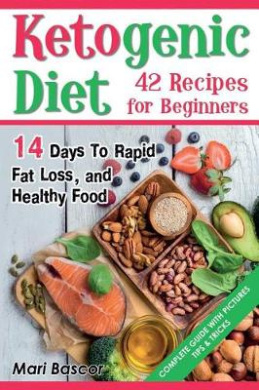 Ketogenic
Diet
42 Recipes
for Beginners
14 Days To Rapid
Fat Loss, and
Healthy Food
COMPLETE GUIDE WITH PICTURES
TIPS & TRICKS
Mari Bascor